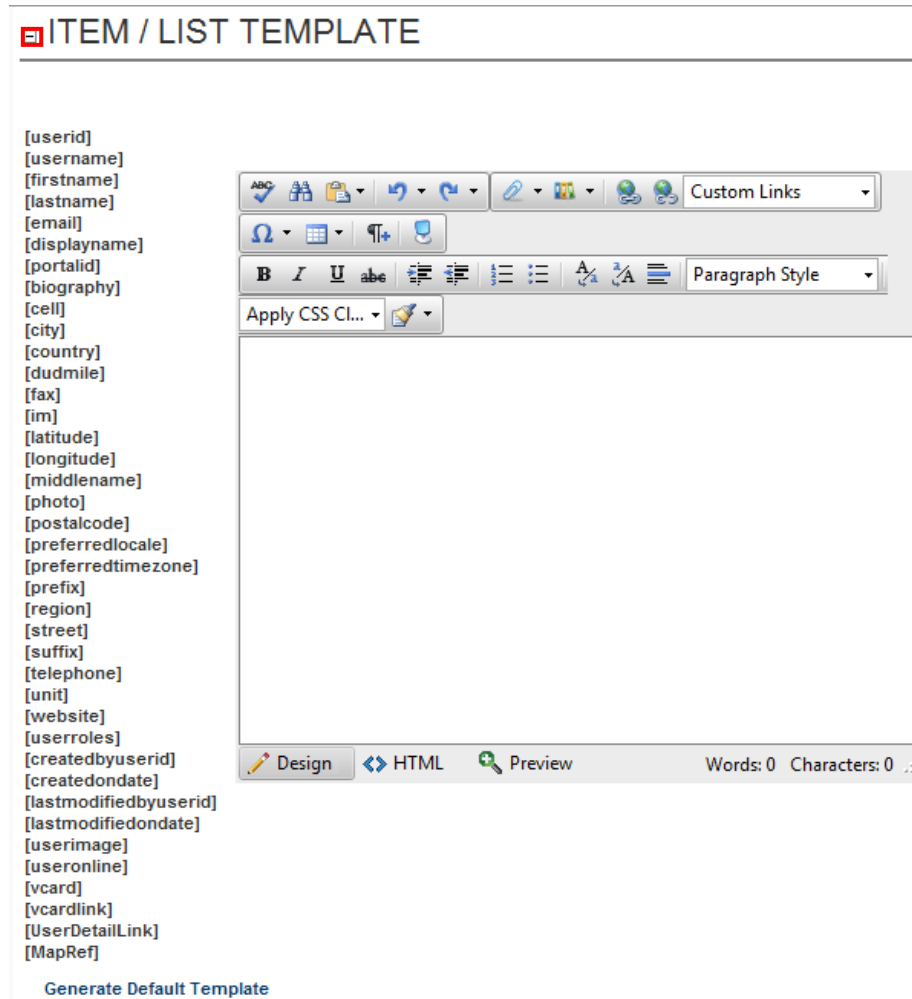 ITEM / LIST TEMPLATE
[userid]
[username]
[firstname]
[lastname]
[email]
[displayname]
[portalid]
[biography]
[cell]
[city]
[country]
[dudmile]
[fax]
[im]
[latitude]
[longitude]
[middlename]
[photo]
[postalcode]
[preferredlocale]
[preferredtimezone]
[prefix]
[region]
[street]
[suffix]
[telephone]
[unit]
[website]
[userroles]
[createdbyuserid]
[createdondate]
[lastmodifiedbyuserid]
[lastmodifiedondate]
[userimage]
[useronline]
[vcard]
[vcardlink]
[UserDetailLink]
[MapRef]
Generate Default Template
ABC Custom Links
Ω ¶+
B I U abc Paragraph Style
Apply CSS Cl...
Design HTML Preview Words: 0 Characters: 0